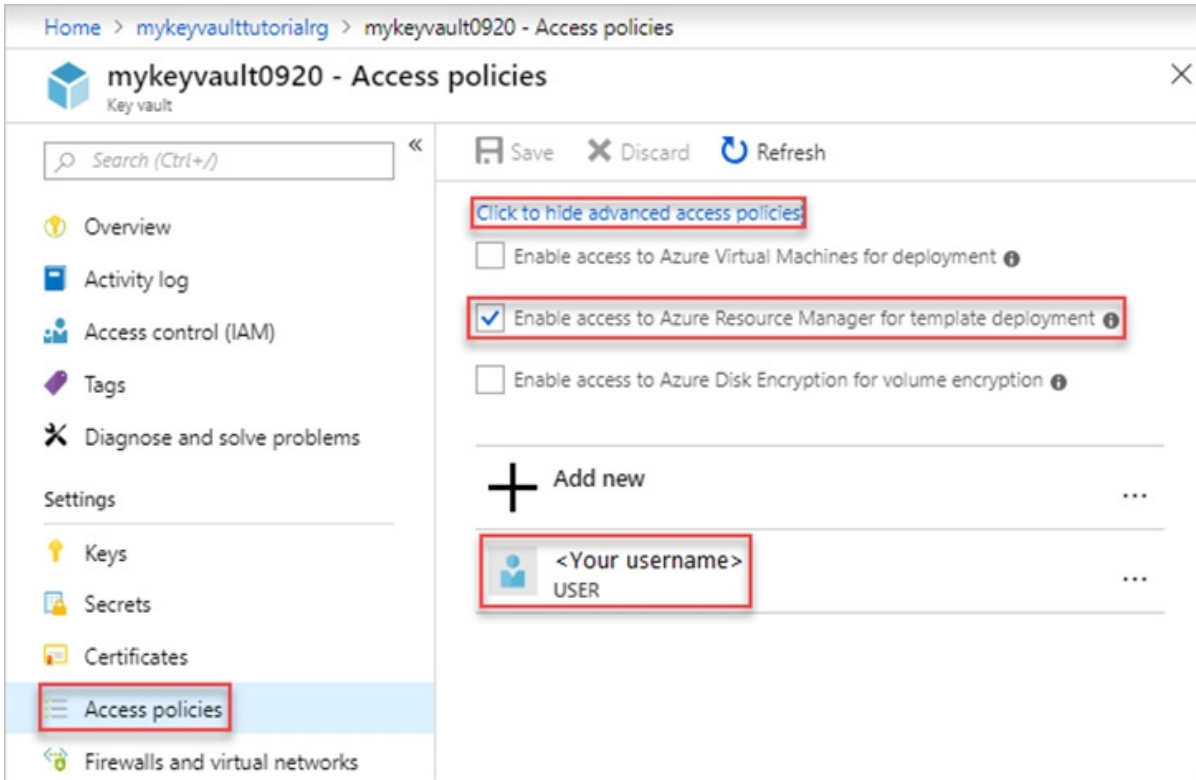 Home > mykeyvaulttutorialrg > mykeyvault0920 - Access policies
mykeyvault0920 - Access policies
Key vault
Search (Ctrl+/)
Overview
Activity log
Access control (IAM)
Tags
Diagnose and solve problems
Settings
Keys
Secrets
Certificates
Access policies
Firewalls and virtual networks
Save Discard Refresh
Click to hide advanced access policies
Enable access to Azure Virtual Machines for deployment
Enable access to Azure Resource Manager for template deployment
Enable access to Azure Disk Encryption for volume encryption
Add new
...
<Your username>
USER
...